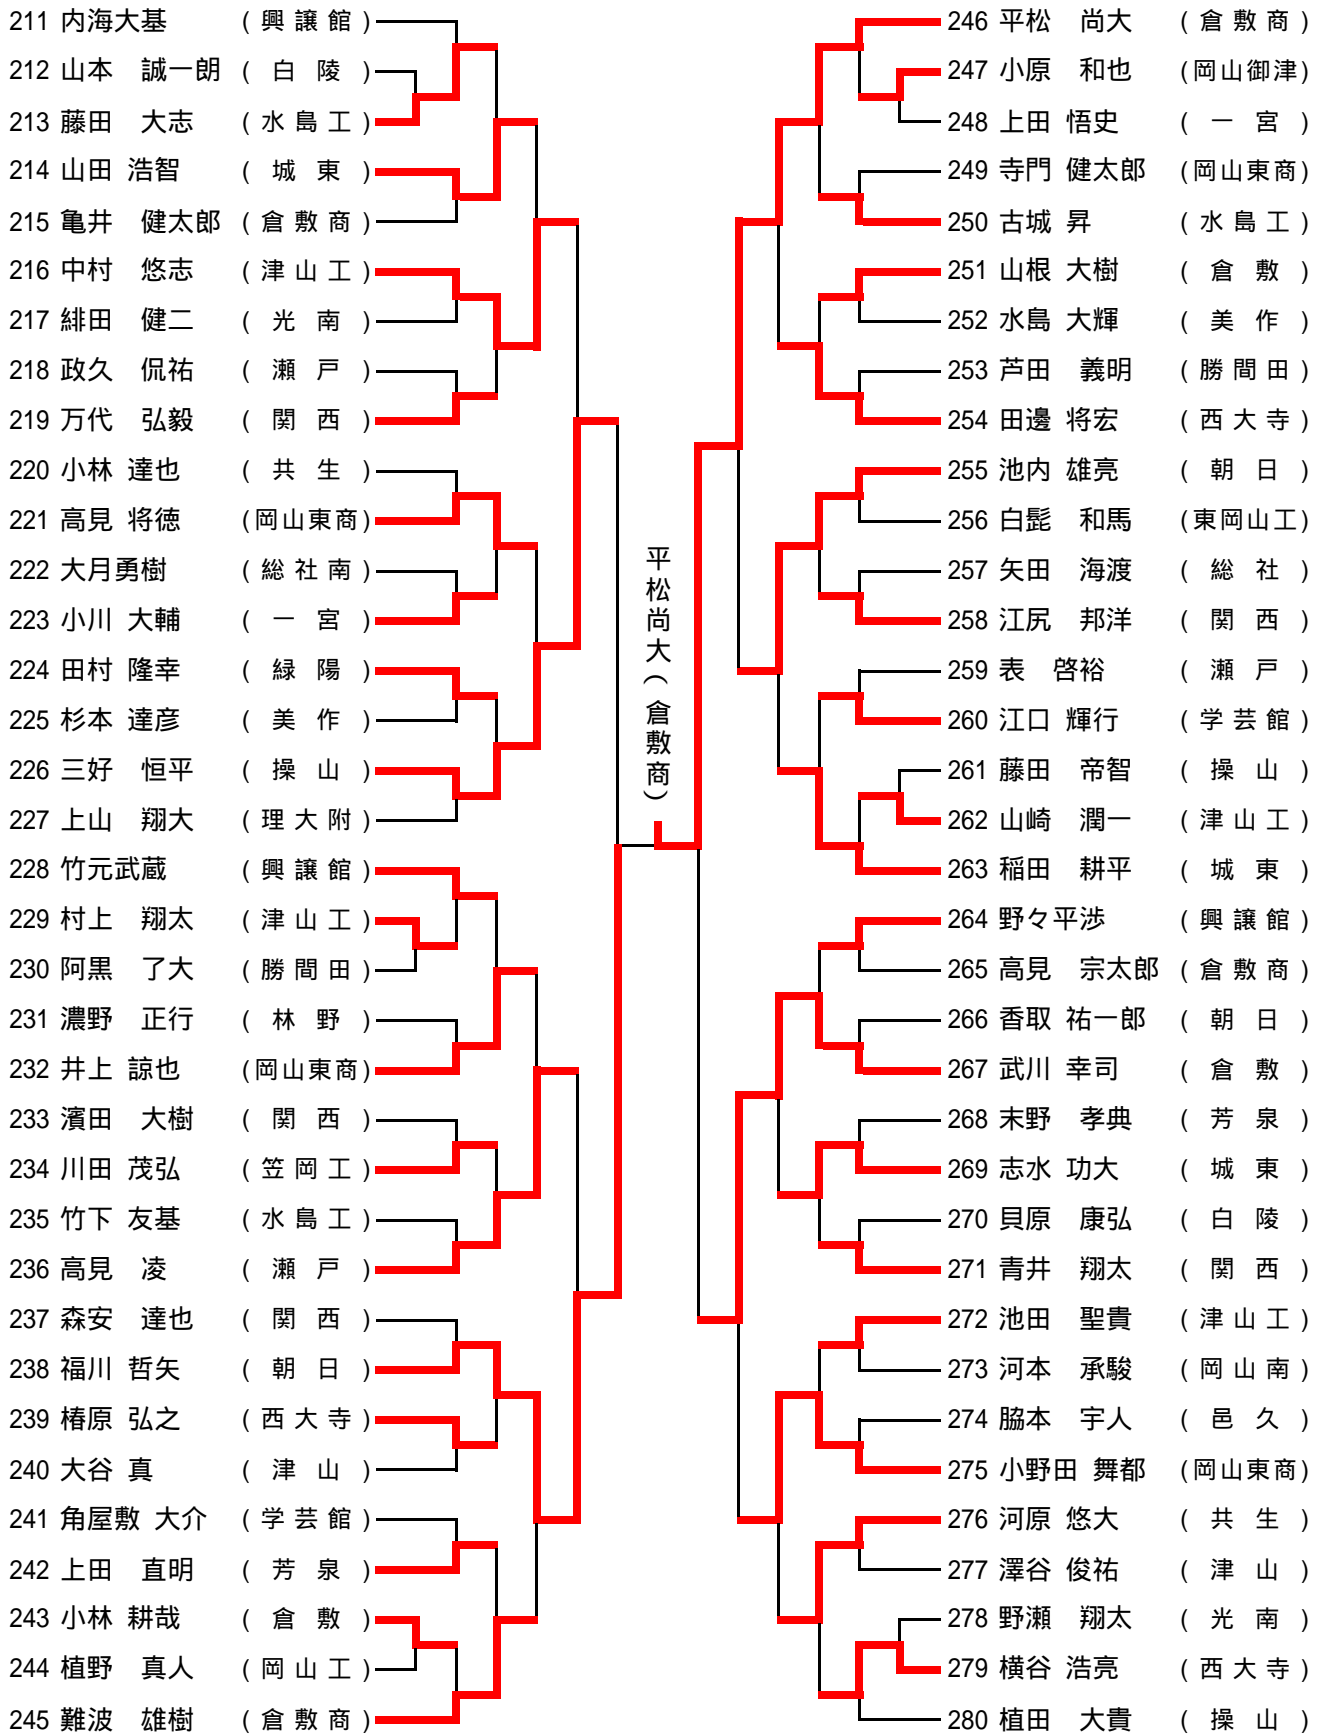 211 内海大基 (興譲館)
212 山本 誠一朗 (白陵)
213 藤田 大志 (水島工)
214 山田 浩智 (城東)
215 亀井 健太郎 (倉敷商)
216 中村 悠志 (津山工)
217 緋田 健二 (光南)
218 政久 侃祐 (瀬戸)
219 万代 弘毅 (関西)
220 小林 達也 (共生)
221 高見 将徳 (岡山東商)
222 大月勇樹 (総社南)
223 小川 大輔 (一宮)
224 田村 隆幸 (緑陽)
225 杉本 達彦 (美作)
226 三好 恒平 (操山)
227 上山 翔大 (理大附)
228 竹元武蔵 (興譲館)
229 村上 翔太 (津山工)
230 阿黒 了大 (勝間田)
231 濃野 正行 (林野)
232 井上 諒也 (岡山東商)
233 濱田 大樹 (関西)
234 川田 茂弘 (笠岡工)
235 竹下 友基 (水島工)
236 高見 凌 (瀬戸)
237 森安 達也 (関西)
238 福川 哲矢 (朝日)
239 椿原 弘之 (西大寺)
240 大谷 真 (津山)
241 角屋敷 大介 (学芸館)
242 上田 直明 (芳泉)
243 小林 耕哉 (倉敷)
244 植野 真人 (岡山工)
245 難波 雄樹 (倉敷商)
平松尚大(倉敷商)
246 平松 尚大 (倉敷商)
247 小原 和也 (岡山御津)
248 上田 悟史 (一宮)
249 寺門 健太郎 (岡山東商)
250 古城 昇 (水島工)
251 山根 大樹 (倉敷)
252 水島 大輝 (美作)
253 芦田 義明 (勝間田)
254 田邊 将宏 (西大寺)
255 池内 雄亮 (朝日)
256 白髭 和馬 (東岡山工)
257 矢田 海渡 (総社)
258 江尻 邦洋 (関西)
259 表 啓裕 (瀬戸)
260 江口 輝行 (学芸館)
261 藤田 帝智 (操山)
262 山崎 潤一 (津山工)
263 稲田 耕平 (城東)
264 野々平渉 (興譲館)
265 高見 宗太郎 (倉敷商)
266 香取 祐一郎 (朝日)
267 武川 幸司 (倉敷)
268 末野 孝典 (芳泉)
269 志水 功大 (城東)
270 貝原 康弘 (白陵)
271 青井 翔太 (関西)
272 池田 聖貴 (津山工)
273 河本 承駿 (岡山南)
274 脇本 宇人 (邑久)
275 小野田 舞都 (岡山東商)
276 河原 悠大 (共生)
277 澤谷 俊祐 (津山)
278 野瀬 翔太 (光南)
279 横谷 浩亮 (西大寺)
280 植田 大貴 (操山)